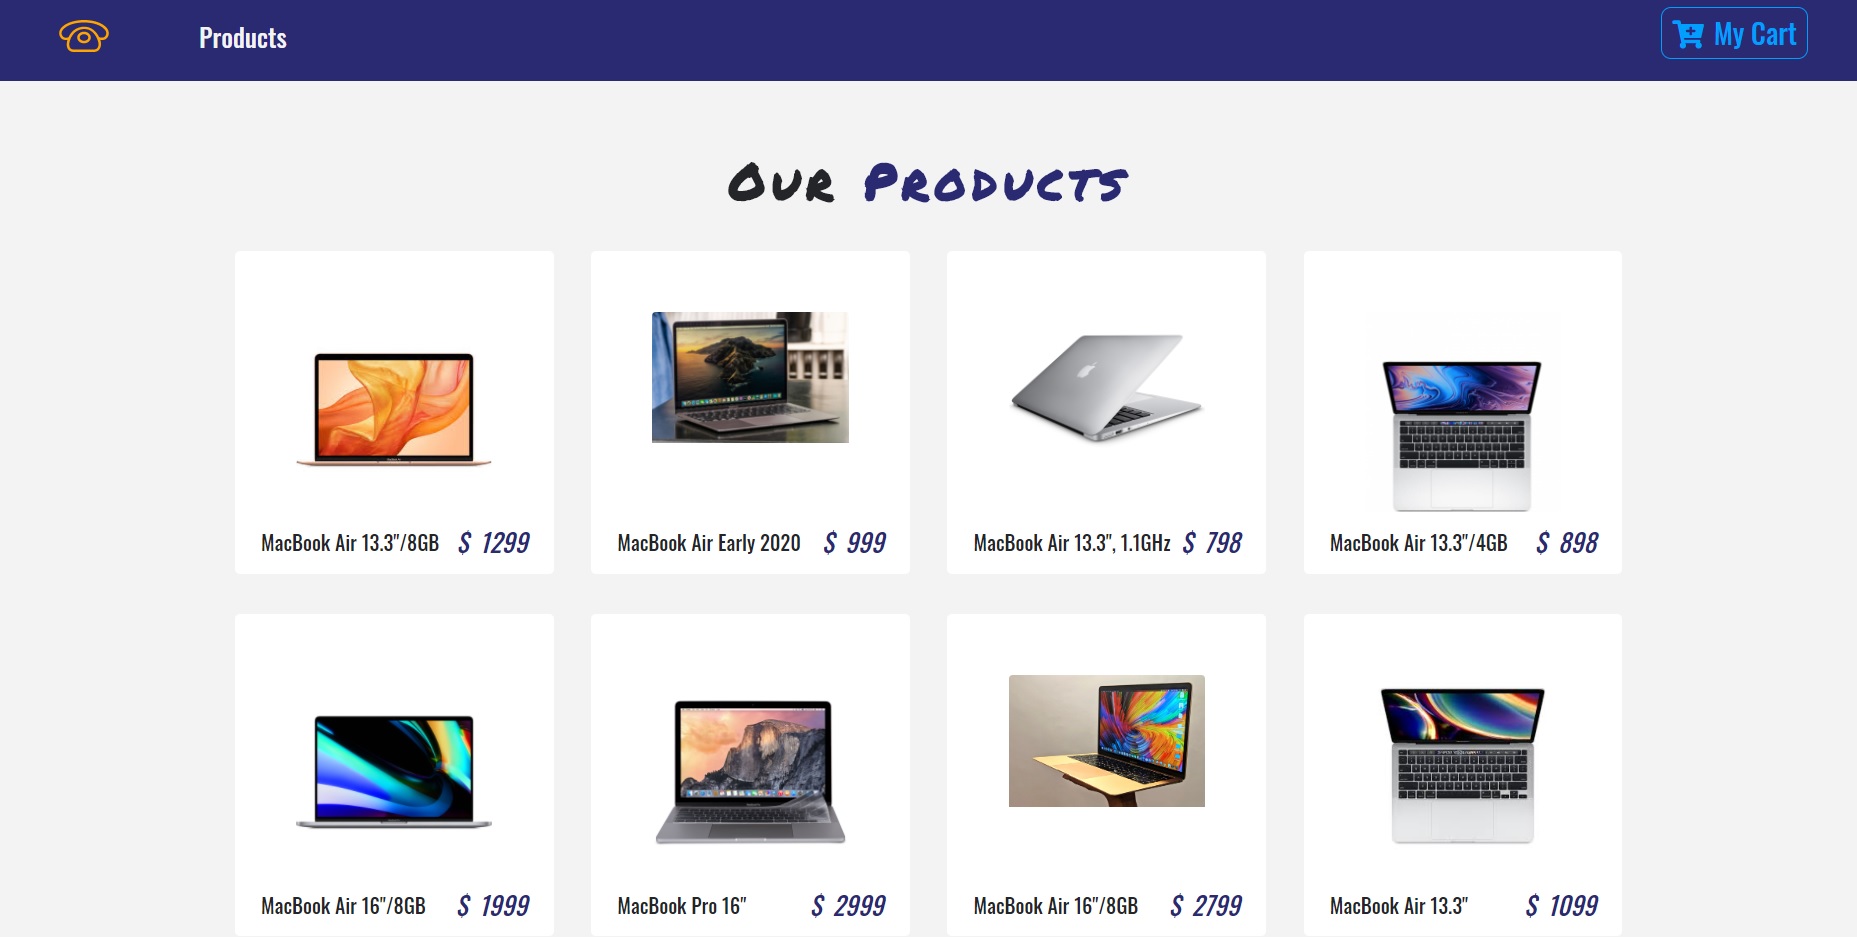 Products
My Cart
Our Products
MacBook Air 13.3"/8GB $ 1299
MacBook Air Early 2020 $ 999
MacBook Air 13.3", 1.1GHz $ 798
MacBook Air 13.3"/4GB $ 898
MacBook Air 16"/8GB $ 1999
MacBook Pro 16" $ 2999
MacBook Air 16"/8GB $ 2799
MacBook Air 13.3" $ 1099